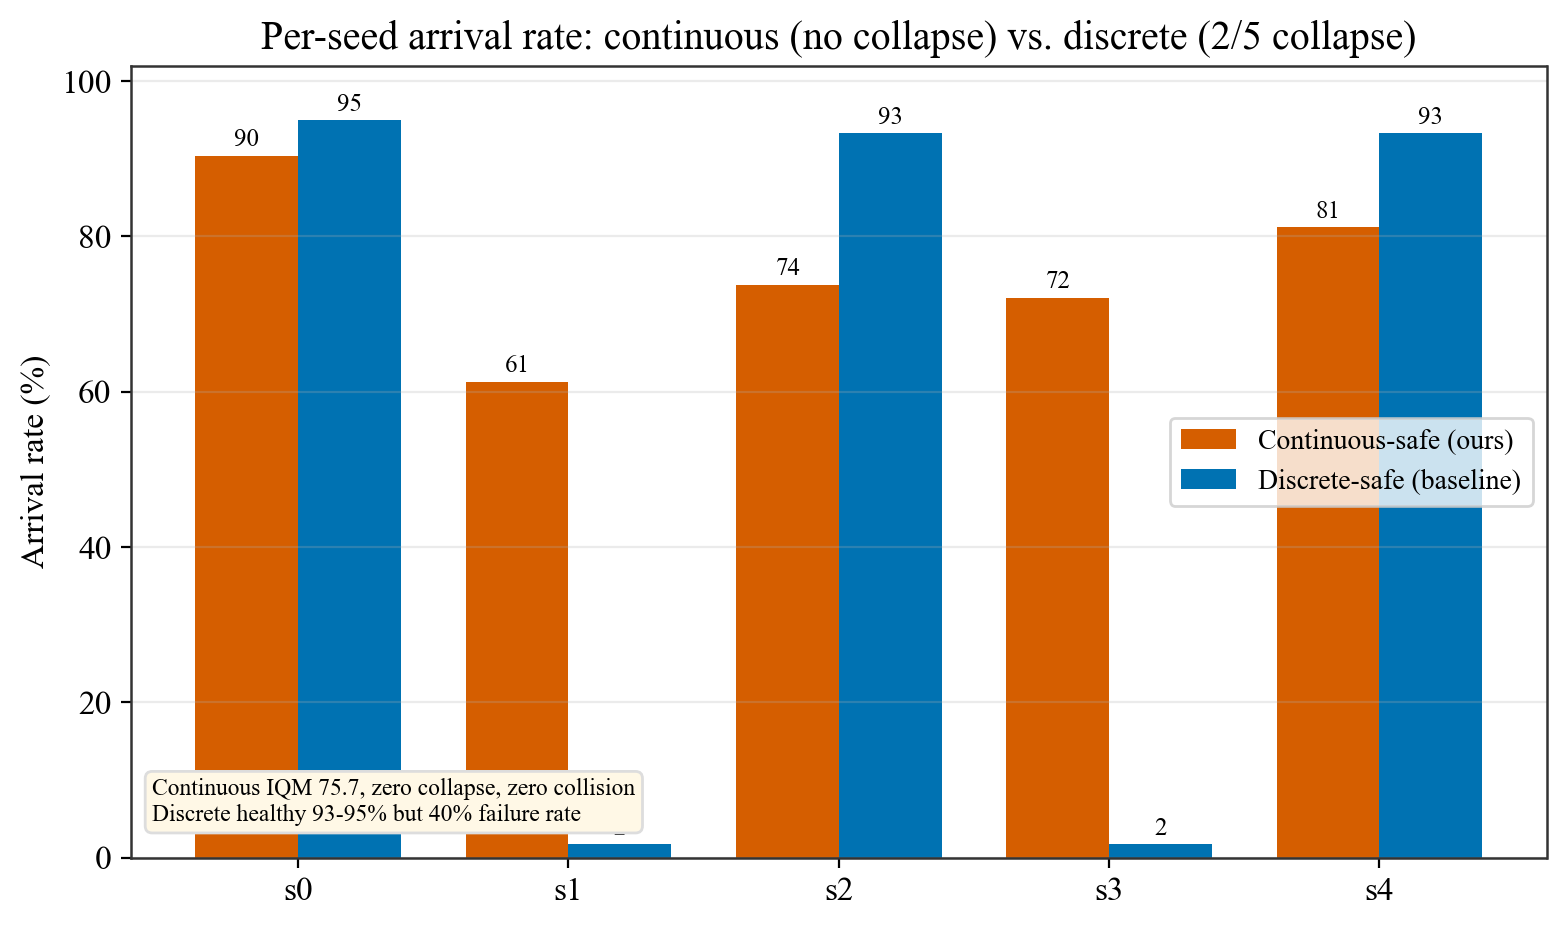 Per-seed arrival rate: continuous (no collapse) vs. discrete (2/5 collapse)
Arrival rate (%)
100
80
60
40
20
0
90
95
61
74
93
72
2
81
93
Continuous-safe (ours)
Discrete-safe (baseline)
Continuous IQM 75.7, zero collapse, zero collision
Discrete healthy 93-95% but 40% failure rate
s0
s1
s2
s3
s4